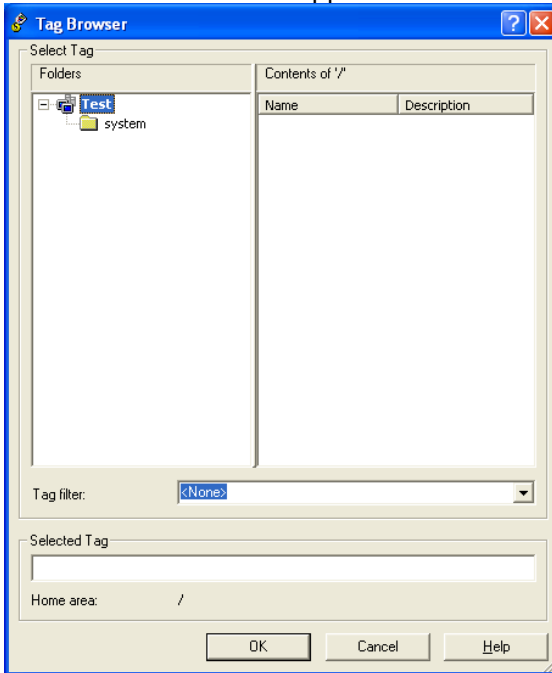 Tag Browser
Select Tag
Folders
Contents of '/'
Test
system
Name Description
Tag filter: <None>
Selected Tag
Home area: /
OK Cancel Help